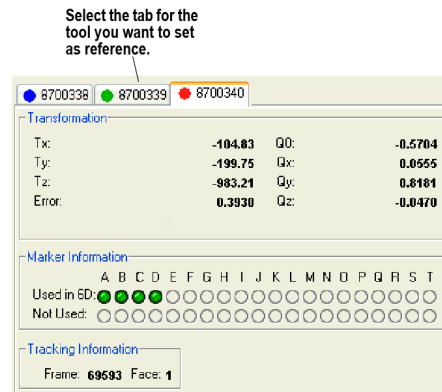 Select the tab for the
tool you want to set
as reference.
8700338 8700339 8700340
Transformation
Tx: -104.83 Q0: -0.5704
Ty: -199.75 Qx: 0.0555
Tz: -983.21 Qy: 0.8181
Error: 0.3930 Qz: -0.0470
Marker Information
A B C D E F G H I J K L M N O P Q R S T
Used in 6D:
Not Used:
Tracking Information
Frame: 69593 Face: 1